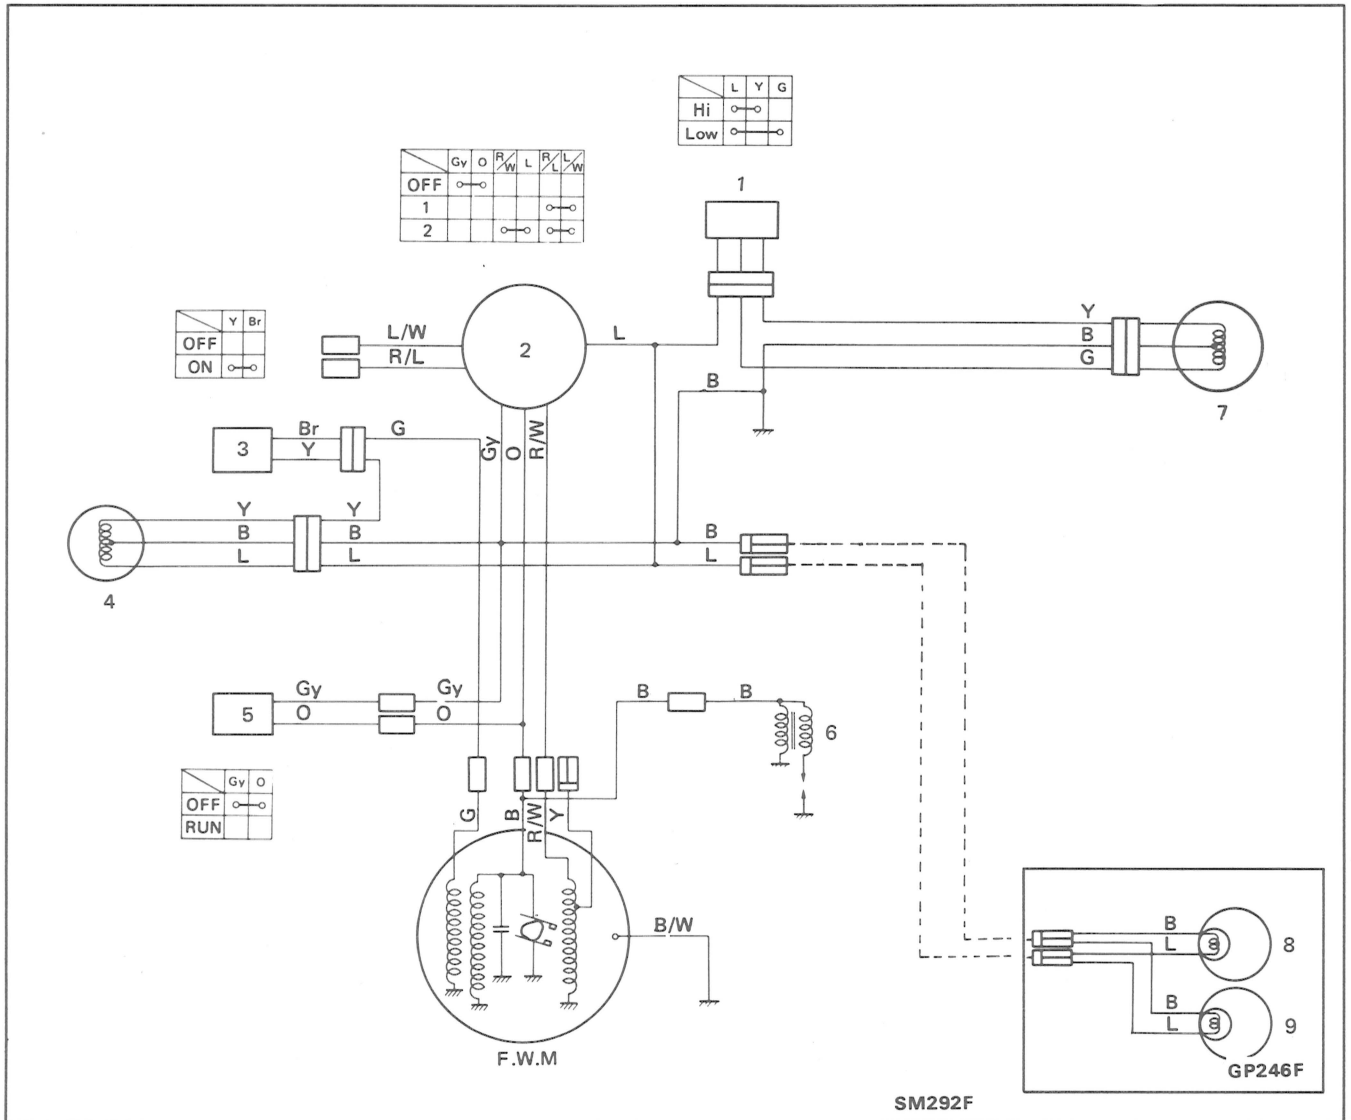 L Y G
Hi
Low
Gy O R/W L R/L L/W
OFF
1
2
1
Y Br
OFF
ON
L/W
R/L
2
L
Y
B
G
7
B
3
Br
Y
G
Gy
O
R/W
Y Y
B B
L L
4
B
L
5
Gy Gy
O O
B B
6
Gy O
OFF
RUN
G
B
R/W
Y
B/W
F.W.M
B
L
8
B
L
9
GP246F
SM292F